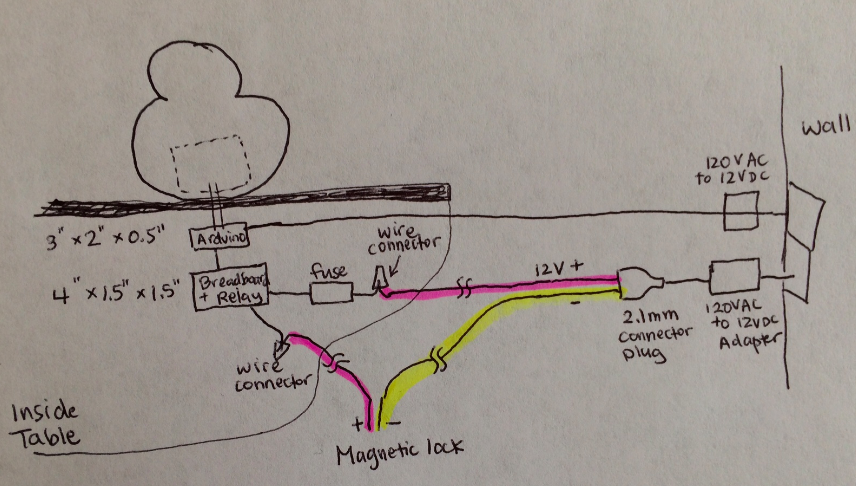 wall
120VAC
to 12VDC
3" x 2" x 0.5"
Arduino
wire
connector
4" x 1.5" x 1.5"
Breadboard
+ Relay
fuse
12V +
-
2.1mm
connector
plug
120VAC
to 12VDC
Adapter
wire
connector
Inside
Table
+ -
Magnetic lock